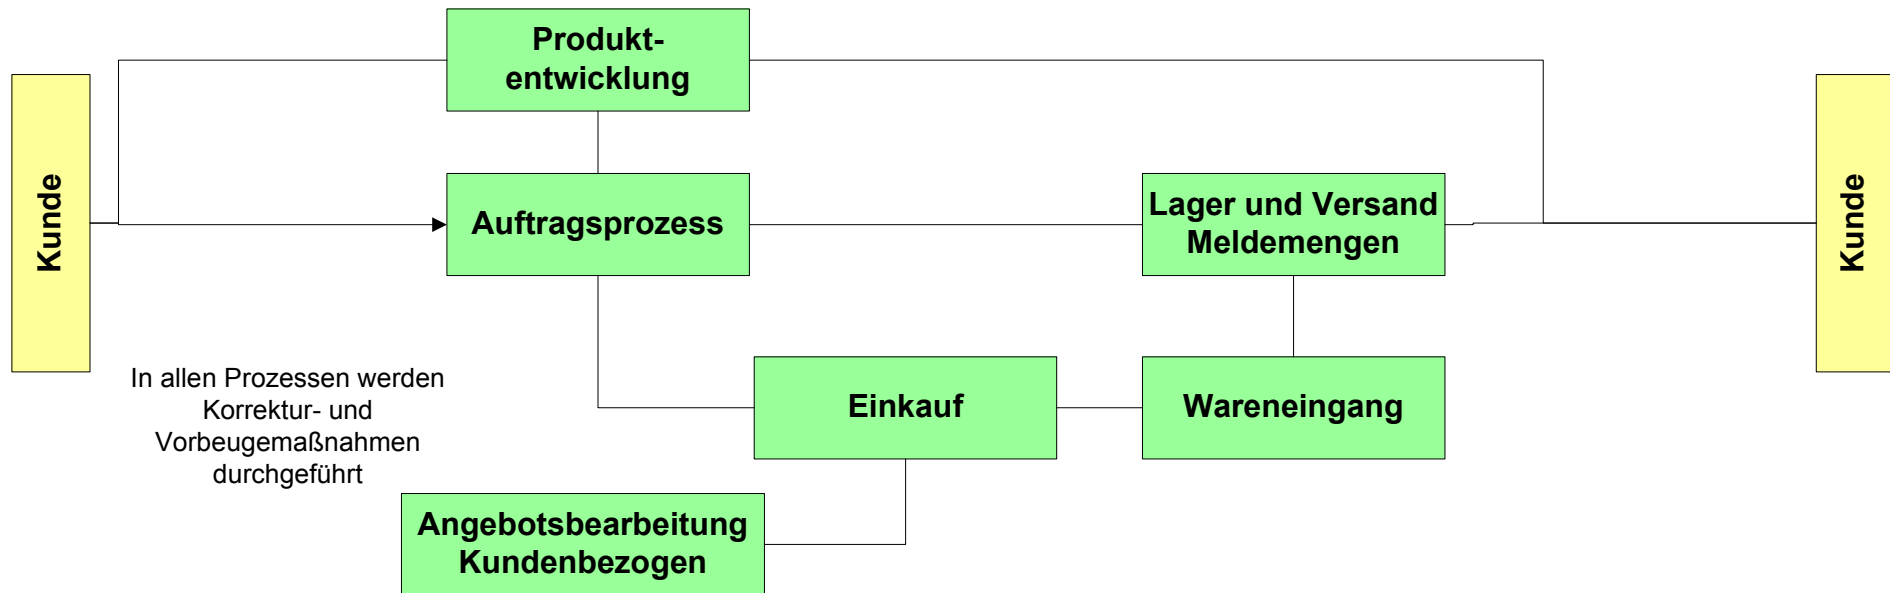 Produkt-
entwicklung
Kunde
Auftragsprozess
Lager und Versand
Meldemengen
Kunde
In allen Prozessen werden
Korrektur- und
Vorbeugemaßnahmen
durchgeführt
Einkauf
Wareneingang
Angebotsbearbeitung
Kundenbezogen